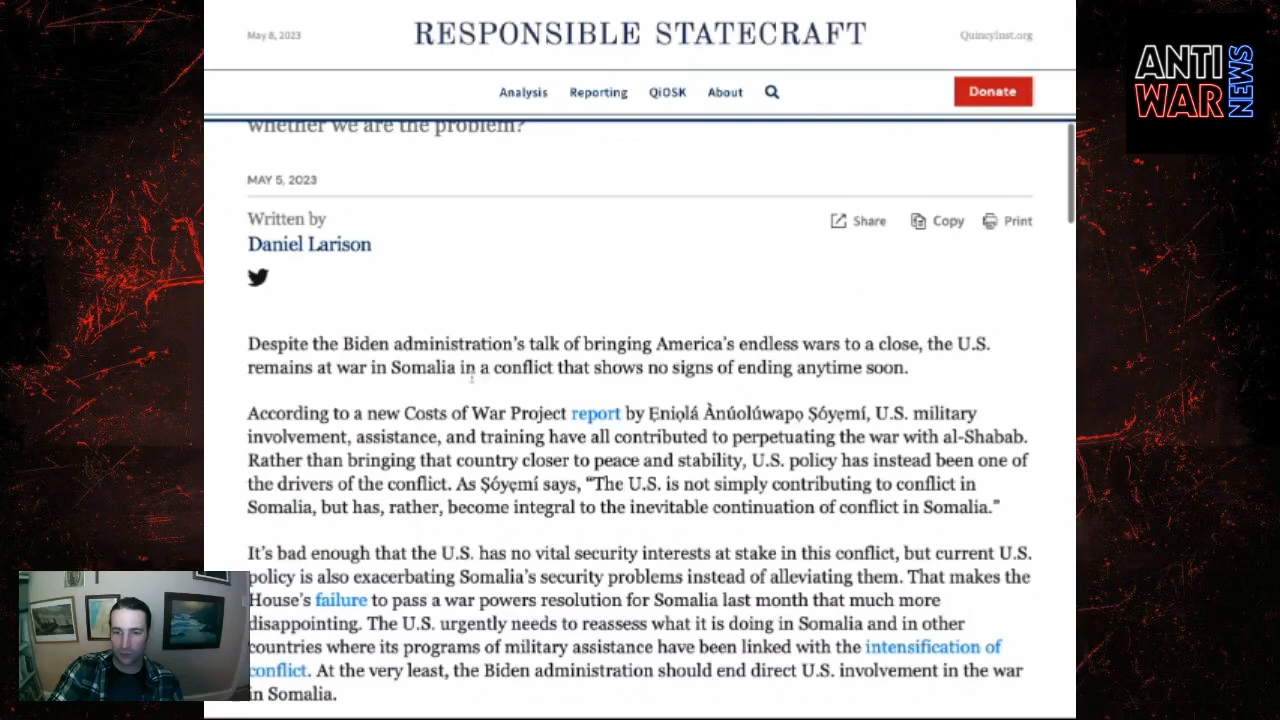 May 8, 2023
RESPONSIBLE STATECRAFT
QuincyInst.org
Analysis
Reporting
QiOSK
About
Donate
ANTI
WAR
NEWS
whether we are the problem?
MAY 5, 2023
Written by
Daniel Larison
Share
Copy
Print
Despite the Biden administration's talk of bringing America's endless wars to a close, the U.S.
remains at war in Somalia in a conflict that shows no signs of ending anytime soon.
According to a new Costs of War Project report by Ẹniọlá Ànúolúwapọ Ṣóyẹmí, U.S. military
involvement, assistance, and training have all contributed to perpetuating the war with al-Shabab.
Rather than bringing that country closer to peace and stability, U.S. policy has instead been one of
the drivers of the conflict. As Ṣóyẹmí says, “The U.S. is not simply contributing to conflict in
Somalia, but has, rather, become integral to the inevitable continuation of conflict in Somalia.”
It's bad enough that the U.S. has no vital security interests at stake in this conflict, but current U.S.
policy is also exacerbating Somalia's security problems instead of alleviating them. That makes the
House's failure to pass a war powers resolution for Somalia last month that much more
disappointing. The U.S. urgently needs to reassess what it is doing in Somalia and in other
countries where its programs of military assistance have been linked with the intensification of
conflict. At the very least, the Biden administration should end direct U.S. involvement in the war
in Somalia.